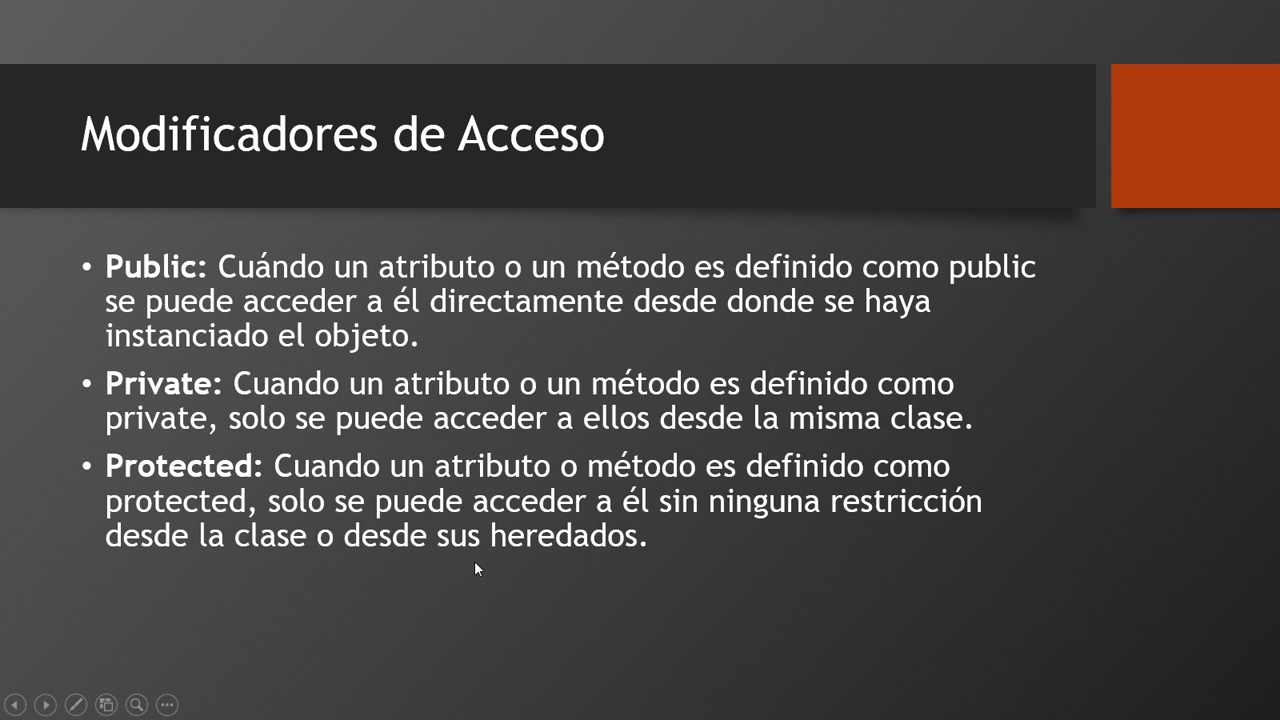 Modificadores de Acceso
• Public: Cuándo un atributo o un método es definido como public
se puede acceder a él directamente desde donde se haya
instanciado el objeto.
• Private: Cuando un atributo o un método es definido como
private, solo se puede acceder a ellos desde la misma clase.
• Protected: Cuando un atributo o método es definido como
protected, solo se puede acceder a él sin ninguna restricción
desde la clase o desde sus heredados.